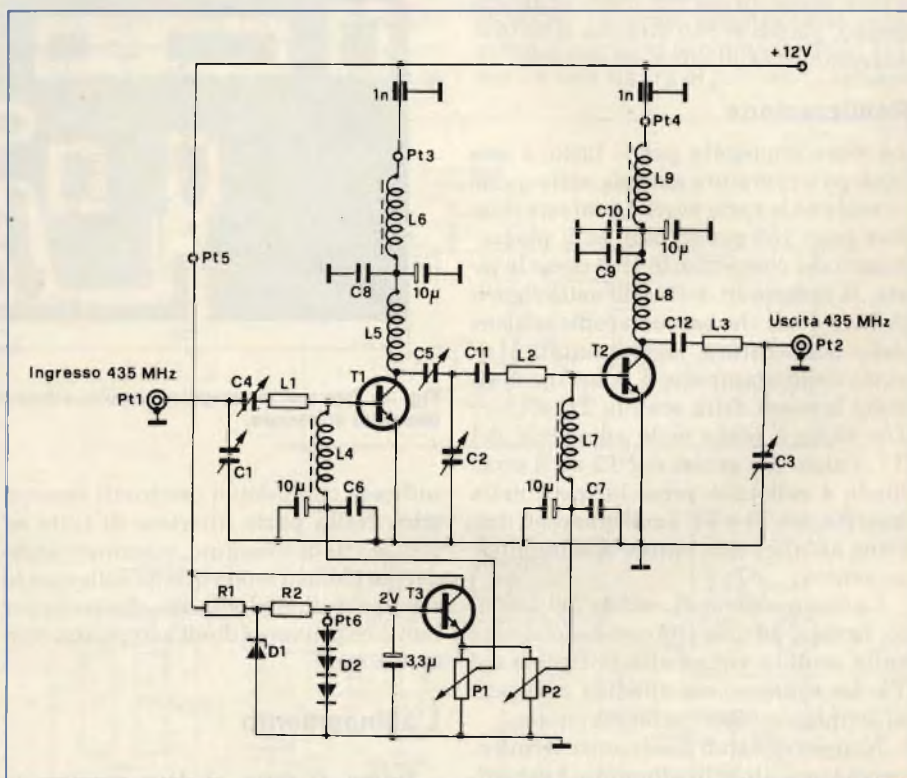 +12V
1n
1n
Pt3
Pt4
L6
L9
C10
10μ
C9
C8
10μ
Pt5
L5
L8
Uscita 435 MHz
C12
L3
Pt2
Ingresso 435 MHz
Pt1
C4
L1
T1
C5
C11
L2
T2
C1
L4
C2
L7
C3
10μ
C6
10μ
C7
R1
R2
2V
T3
Pt6
D1
D2
3,3μ
P1
P2